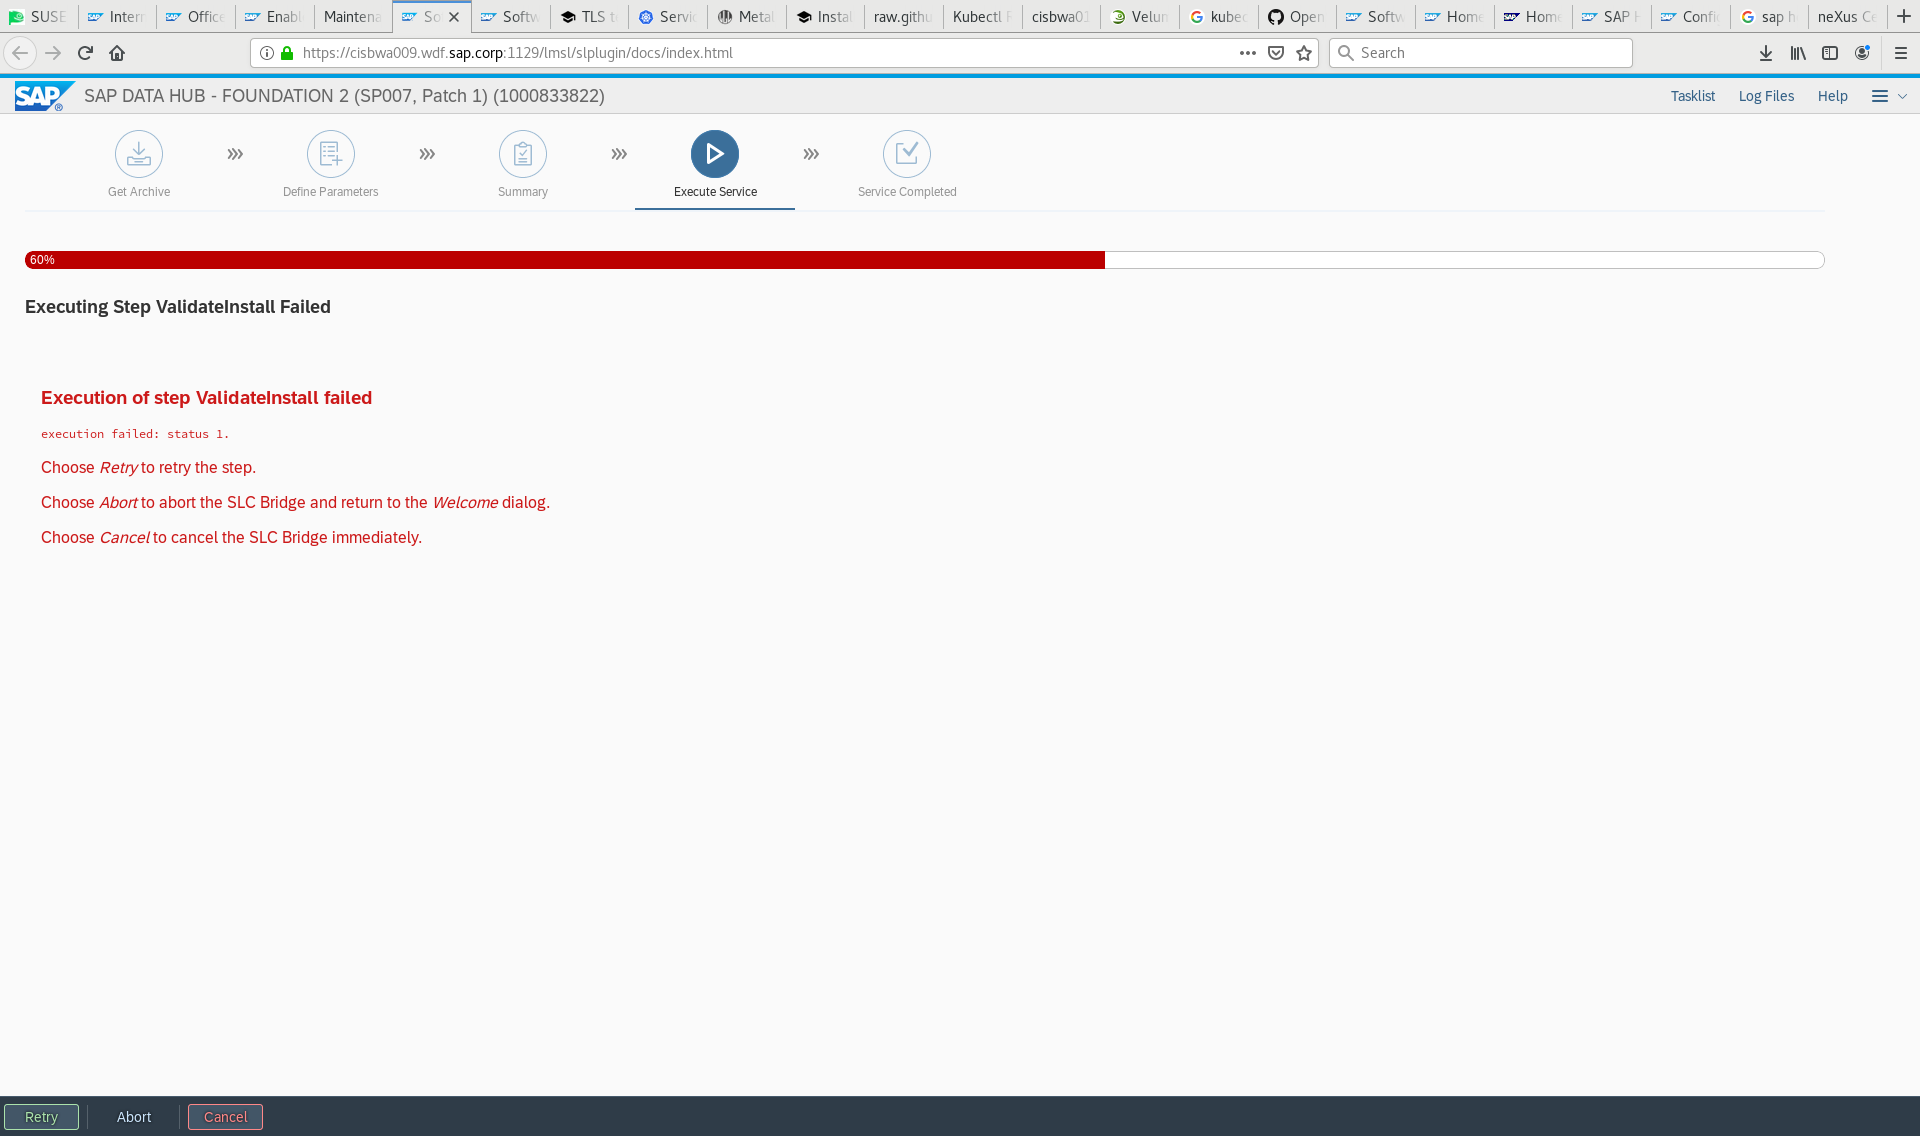 SUSE
Intern
Office
Enabl
Maintena
So
Softw
TLS t
Servic
Metal
Instal
raw.githu
Kubectl
cisbwa01
Velum
kubec
Open
Softw
Home
Home
SAP H
Config
sap h
neXus Ce
https://cisbwa009.wdf.sap.corp:1129/lmsl/slplugin/docs/index.html
Search
SAP SAP DATA HUB - FOUNDATION 2 (SP007, Patch 1) (1000833822)
Tasklist
Log Files
Help
Get Archive
Define Parameters
Summary
Execute Service
Service Completed
60%
Executing Step ValidateInstall Failed
Execution of step ValidateInstall failed
execution failed: status 1.
Choose Retry to retry the step.
Choose Abort to abort the SLC Bridge and return to the Welcome dialog.
Choose Cancel to cancel the SLC Bridge immediately.
Retry
Abort
Cancel